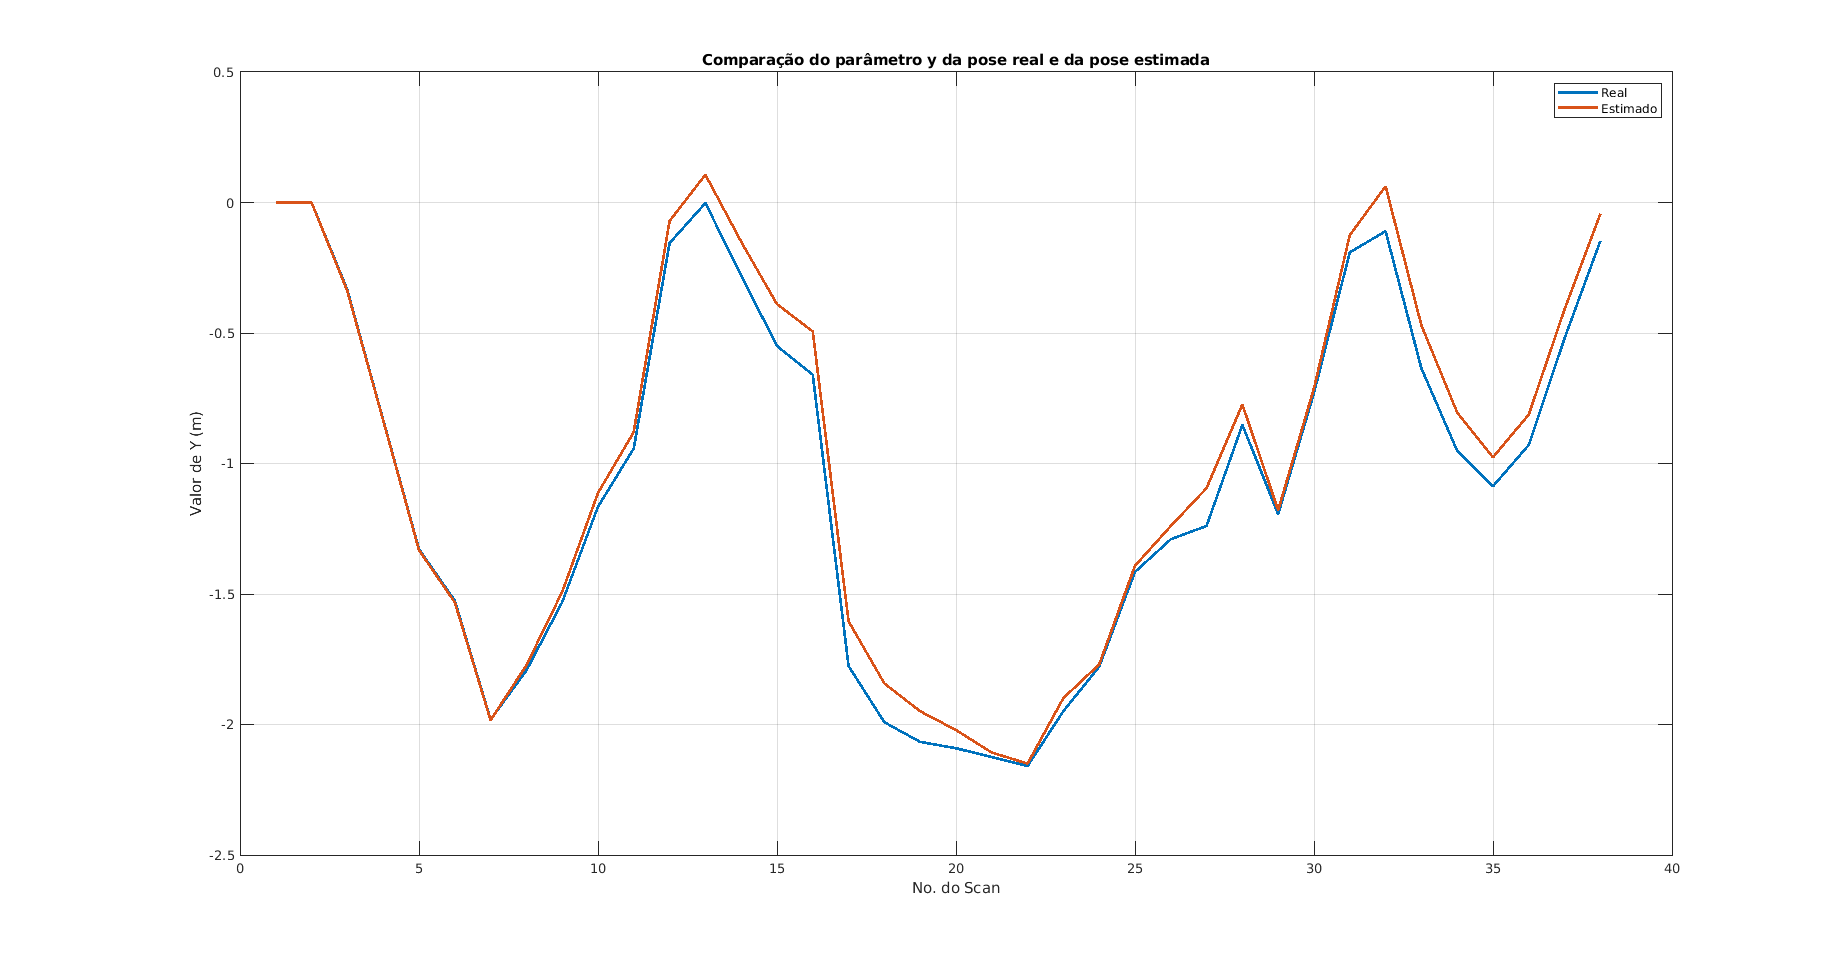 Comparação do parâmetro y da pose real e da pose estimada
Real
Estimado
0.5
0
-0.5
-1
-1.5
-2
-2.5
Valor de Y (m)
0 5 10 15 20 25 30 35 40
No. do Scan